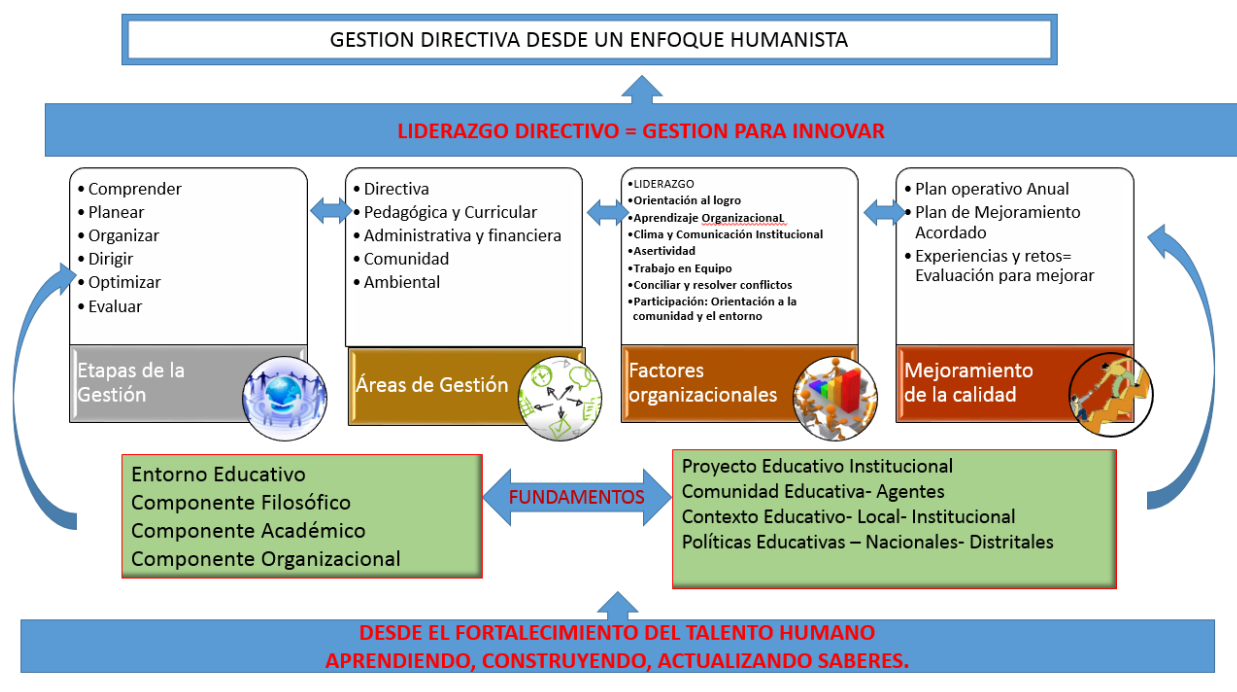 GESTION DIRECTIVA DESDE UN ENFOQUE HUMANISTA
LIDERAZGO DIRECTIVO = GESTION PARA INNOVAR
• Comprender
• Planear
• Organizar
• Dirigir
• Optimizar
• Evaluar
Etapas de la
Gestión
• Directiva
• Pedagógica y Curricular
• Administrativa y financiera
• Comunidad
• Ambiental
Áreas de Gestión
•LIDERAZGO
•Orientación al logro
•Aprendizaje OrganizacionaL
•Clima y Comunicación Institucional
•Asertividad
•Trabajo en Equipo
•Conciliar y resolver conflictos
•Participación: Orientación a la
comunidad y el entorno
Factores
organizacionales
• Plan operativo Anual
• Plan de Mejoramiento
Acordado
• Experiencias y retos=
Evaluación para mejorar
Mejoramiento
de la calidad
Entorno Educativo
Componente Filosófico
Componente Académico
Componente Organizacional
FUNDAMENTOS
Proyecto Educativo Institucional
Comunidad Educativa- Agentes
Contexto Educativo- Local- Institucional
Políticas Educativas – Nacionales- Distritales
DESDE EL FORTALECIMIENTO DEL TALENTO HUMANO
APRENDIENDO, CONSTRUYENDO, ACTUALIZANDO SABERES.